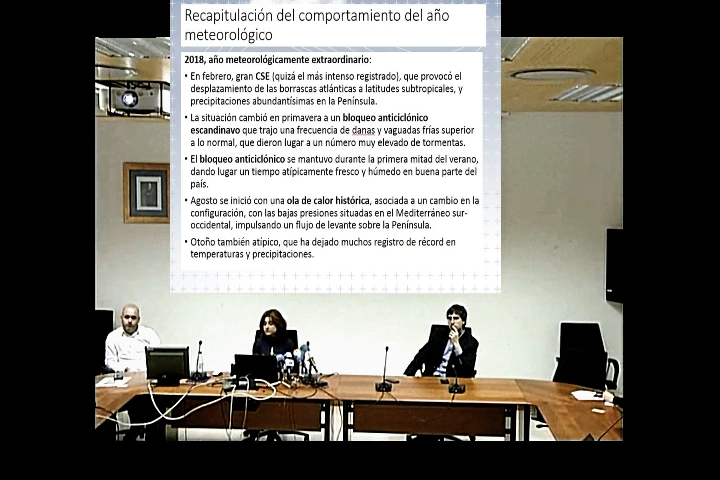 Recapitulación del comportamiento del año
meteorológico
2018, año meteorológicamente extraordinario:
• En febrero, gran CSE (quizá el más intenso registrado), que provocó el
desplazamiento de las borrascas atlánticas a latitudes subtropicales, y
precipitaciones abundantísimas en la Península.
• La situación cambió en primavera a un bloqueo anticiclónico
escandinavo que trajo una frecuencia de danas y vaguadas frías superior
a lo normal, que dieron lugar a un número muy elevado de tormentas.
• El bloqueo anticiclónico se mantuvo durante la primera mitad del verano,
dando lugar un tiempo atípicamente fresco y húmedo en buena parte del
país.
• Agosto se inició con una ola de calor histórica, asociada a un cambio en la
configuración, con las bajas presiones situadas en el Mediterráneo sur-
occidental, impulsando un flujo de levante sobre la Península.
• Otoño también atípico, que ha dejado muchos registro de récord en
temperaturas y precipitaciones.